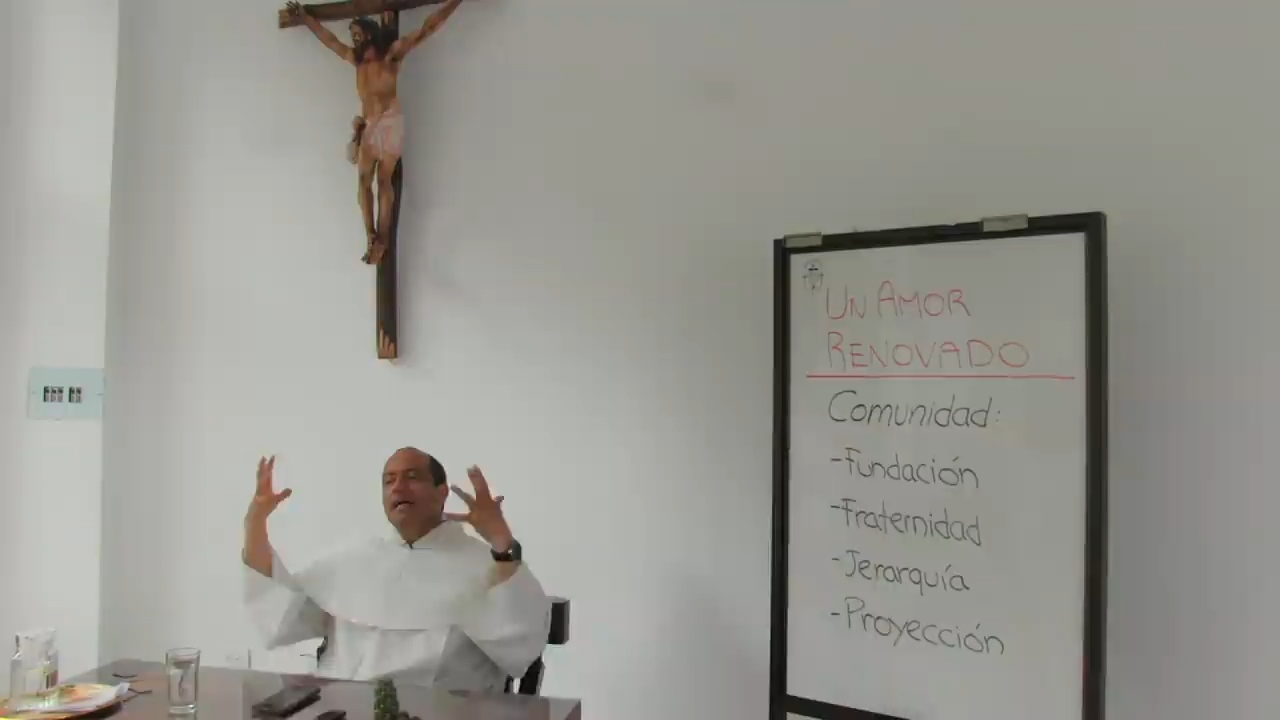 UN AMOR
RENOVADO
Comunidad:
-Fundación
-Fraternidad
-Jerarquía
-Proyección